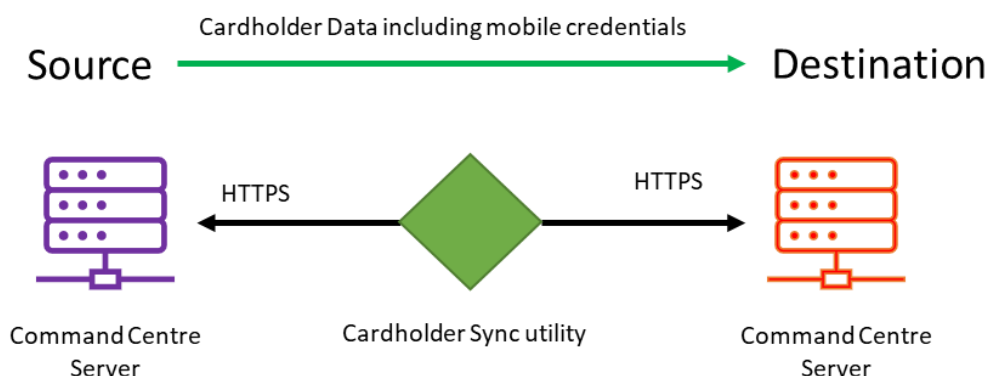 Cardholder Data including mobile credentials
Source
Destination
HTTPS
HTTPS
Command Centre
Server
Cardholder Sync utility
Command Centre
Server